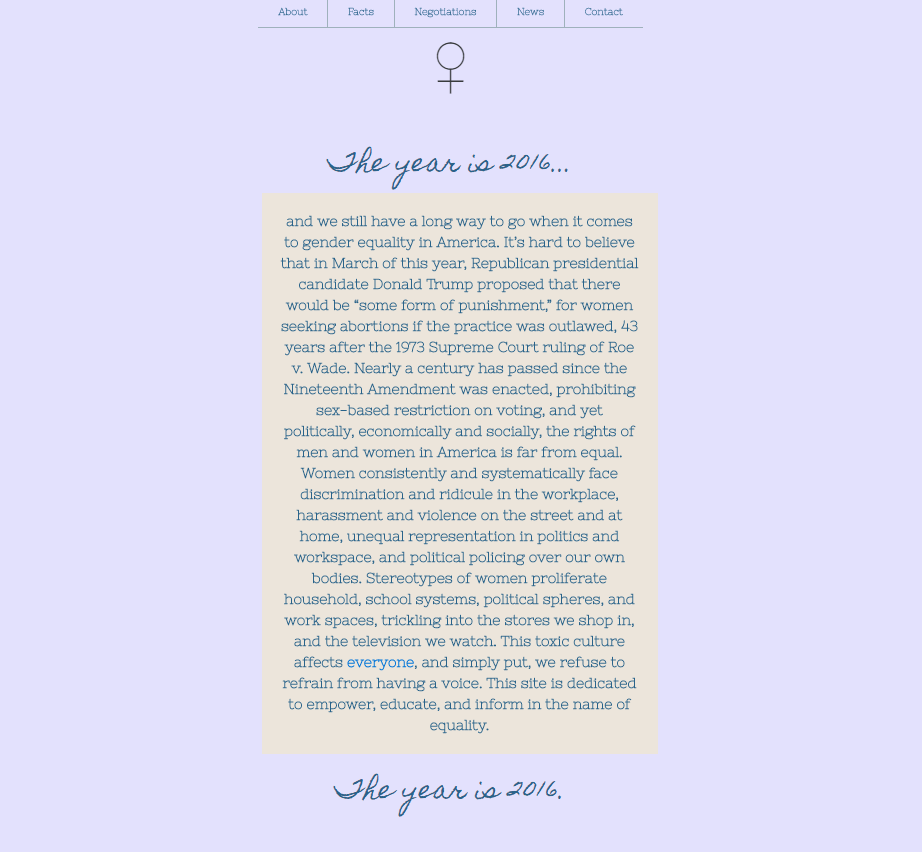 About Facts Negotiations News Contact
The year is 2016...
and we still have a long way to go when it comes
to gender equality in America. It's hard to believe
that in March of this year, Republican presidential
candidate Donald Trump proposed that there
would be “some form of punishment,” for women
seeking abortions if the practice was outlawed, 43
years after the 1973 Supreme Court ruling of Roe
v. Wade. Nearly a century has passed since the
Nineteenth Amendment was enacted, prohibiting
sex-based restriction on voting, and yet
politically, economically and socially, the rights of
men and women in America is far from equal.
Women consistently and systematically face
discrimination and ridicule in the workplace,
harassment and violence on the street and at
home, unequal representation in politics and
workspace, and political policing over our own
bodies. Stereotypes of women proliferate
household, school systems, political spheres, and
work spaces, trickling into the stores we shop in,
and the television we watch. This toxic culture
affects everyone, and simply put, we refuse to
refrain from having a voice. This site is dedicated
to empower, educate, and inform in the name of
equality.
The year is 2016.